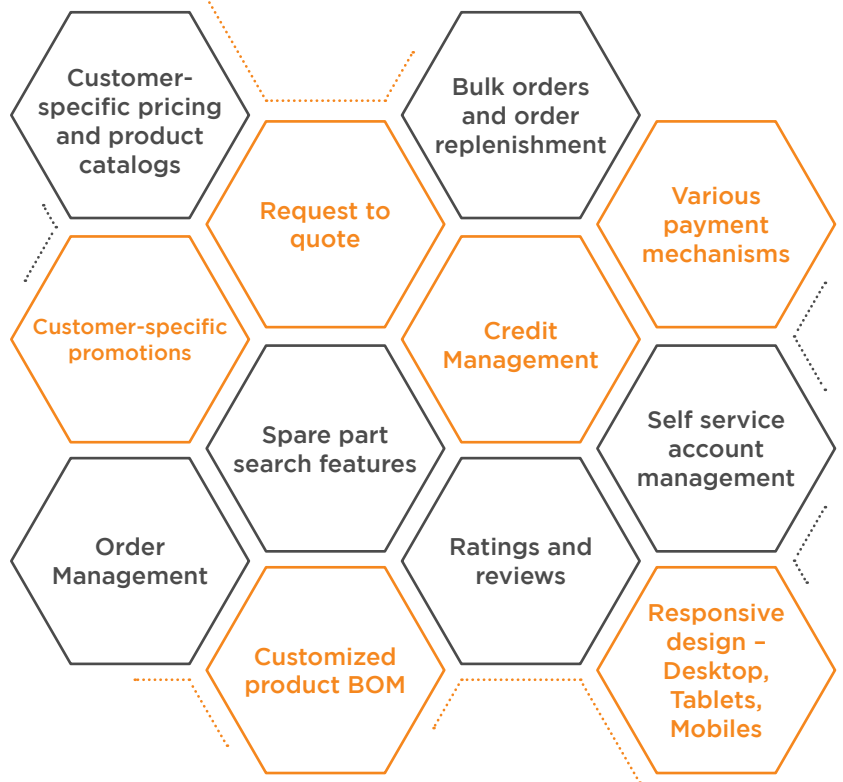 Customer-
specific pricing
and product
catalogs
Bulk orders
and order
replenishment
Request to
quote
Various
payment
mechanisms
Customer-specific
promotions
Credit
Management
Spare part
search features
Self service
account
management
Order
Management
Ratings and
reviews
Customized
product BOM
Responsive
design –
Desktop,
Tablets,
Mobiles